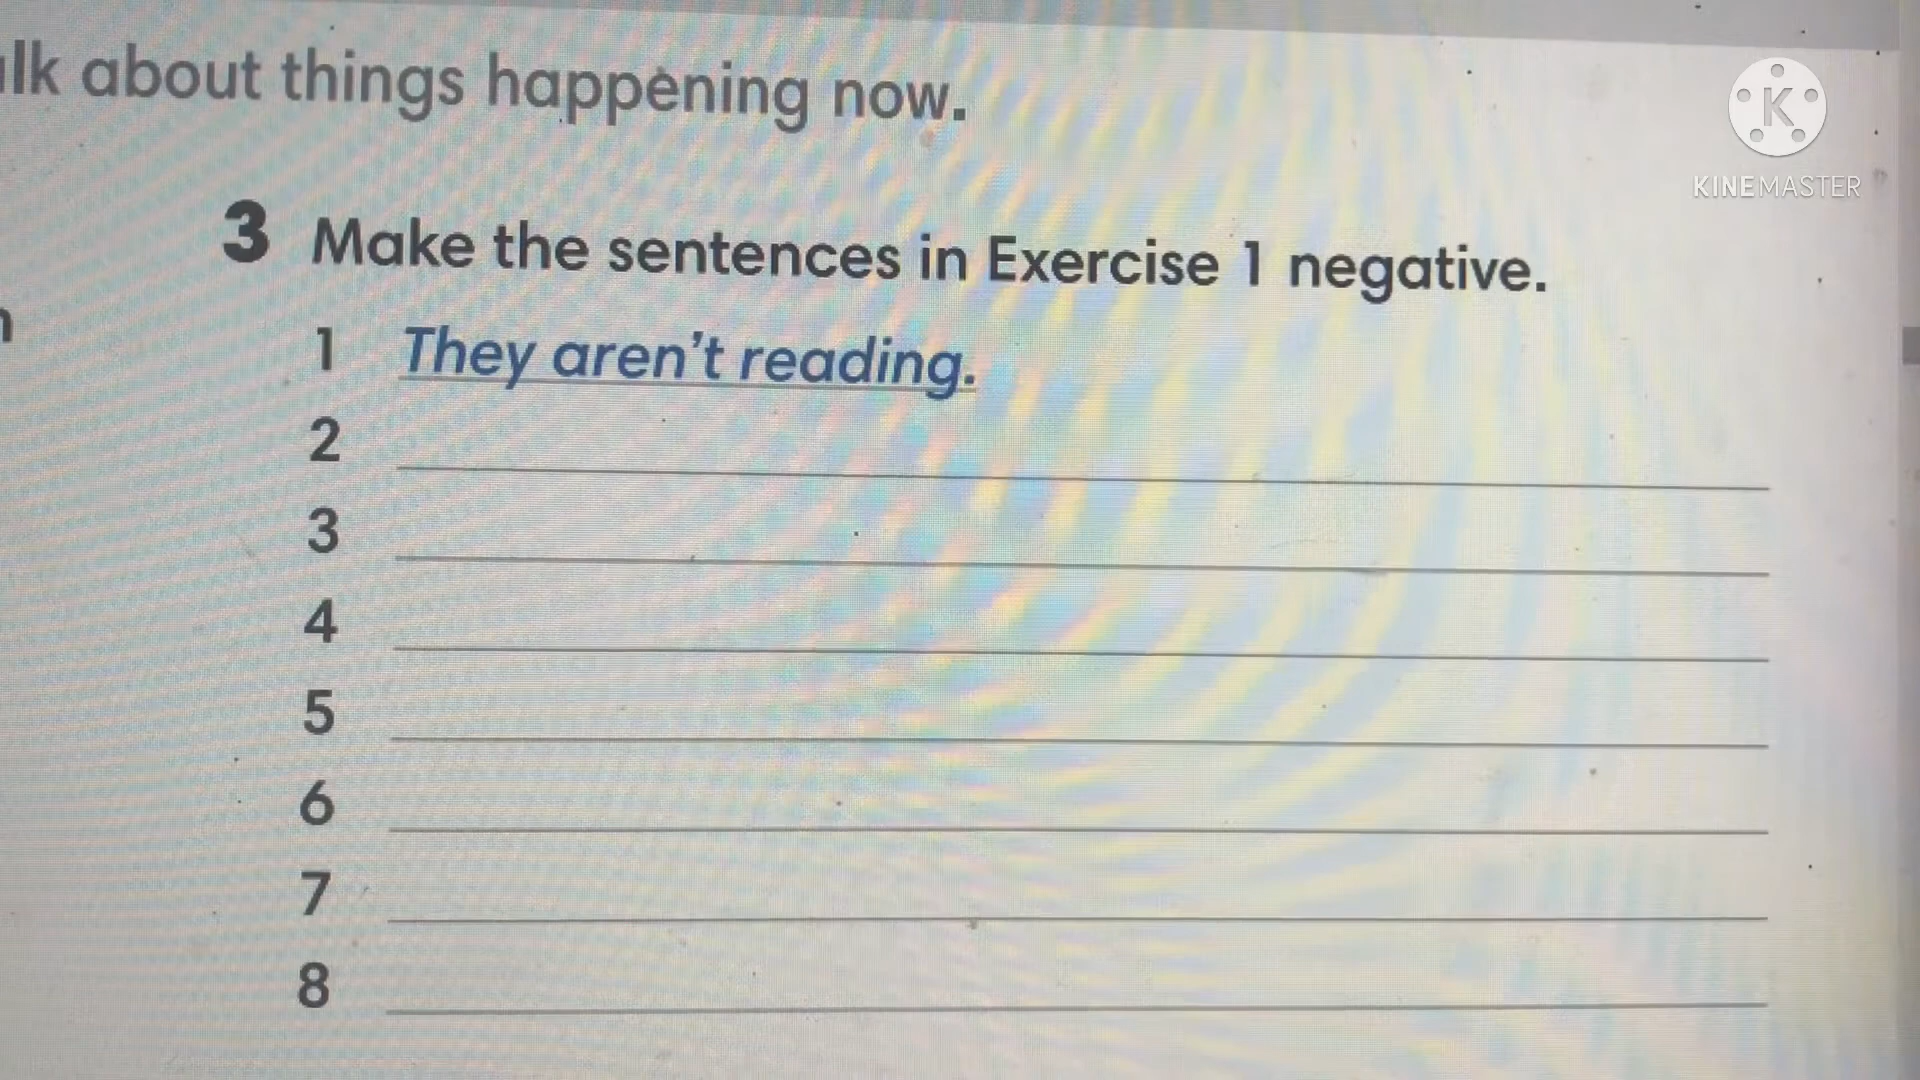 about things happening now.
KINEMASTER
3 Make the sentences in Exercise 1 negative.
1 They aren't reading.
2
3
4
5
6
7
8